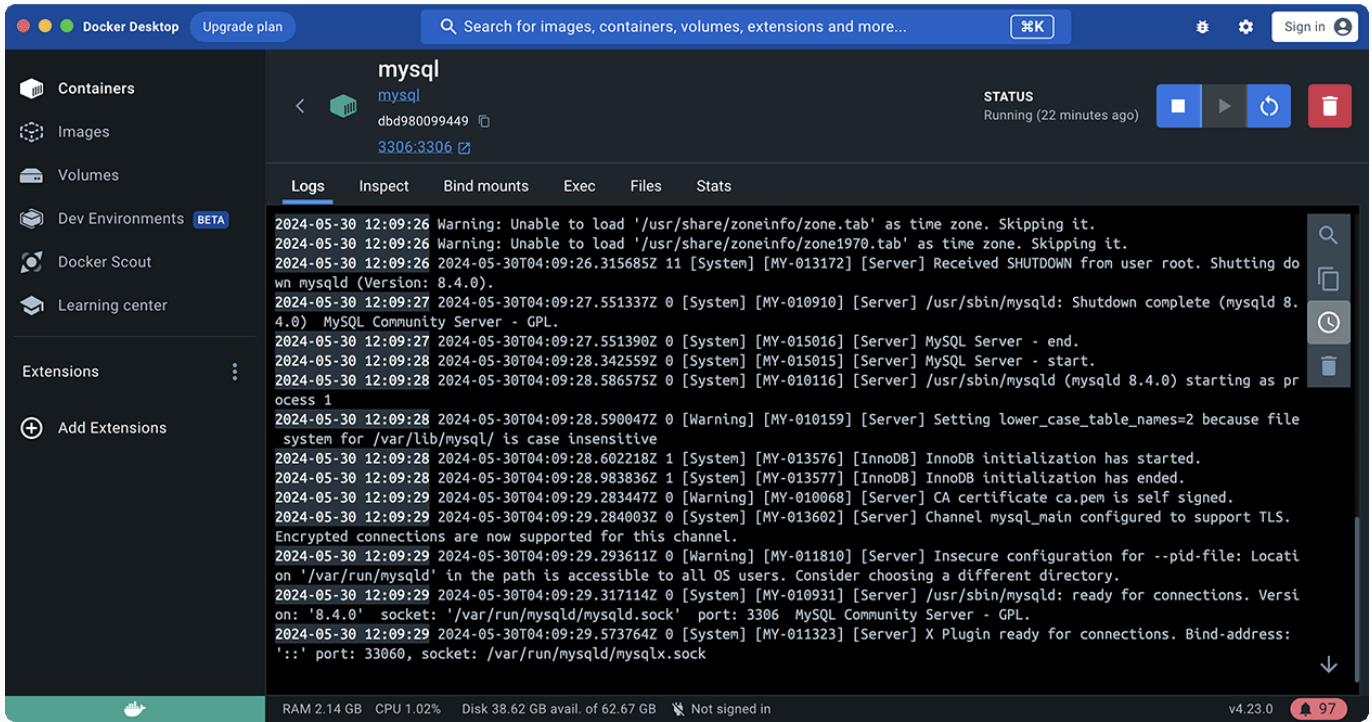 Docker Desktop
Upgrade plan
Search for images, containers, volumes, extensions and more...
⌘K
Sign in
Containers
Images
Volumes
Dev Environments BETA
Docker Scout
Learning center
Extensions
Add Extensions
mysql
mysql
dbd980099449
3306:3306
STATUS
Running (22 minutes ago)
Logs
Inspect
Bind mounts
Exec
Files
Stats
2024-05-30 12:09:26 Warning: Unable to load '/usr/share/zoneinfo/zone.tab' as time zone. Skipping it.
2024-05-30 12:09:26 Warning: Unable to load '/usr/share/zoneinfo/zone1970.tab' as time zone. Skipping it.
2024-05-30 12:09:26 2024-05-30T04:09:26.315685Z 11 [System] [MY-013172] [Server] Received SHUTDOWN from user root. Shutting do
wn mysqld (Version: 8.4.0).
2024-05-30 12:09:27 2024-05-30T04:09:27.551337Z 0 [System] [MY-010910] [Server] /usr/sbin/mysqld: Shutdown complete (mysqld 8.
4.0)  MySQL Community Server - GPL.
2024-05-30 12:09:27 2024-05-30T04:09:27.551390Z 0 [System] [MY-015016] [Server] MySQL Server - end.
2024-05-30 12:09:28 2024-05-30T04:09:28.342559Z 0 [System] [MY-015015] [Server] MySQL Server - start.
2024-05-30 12:09:28 2024-05-30T04:09:28.586575Z 0 [System] [MY-010116] [Server] /usr/sbin/mysqld (mysqld 8.4.0) starting as pr
ocess 1
2024-05-30 12:09:28 2024-05-30T04:09:28.590047Z 0 [Warning] [MY-010159] [Server] Setting lower_case_table_names=2 because file
system for /var/lib/mysql/ is case insensitive
2024-05-30 12:09:28 2024-05-30T04:09:28.602218Z 1 [System] [MY-013576] [InnoDB] InnoDB initialization has started.
2024-05-30 12:09:28 2024-05-30T04:09:28.983836Z 1 [System] [MY-013577] [InnoDB] InnoDB initialization has ended.
2024-05-30 12:09:29 2024-05-30T04:09:29.283447Z 0 [Warning] [MY-010068] [Server] CA certificate ca.pem is self signed.
2024-05-30 12:09:29 2024-05-30T04:09:29.284003Z 0 [System] [MY-013602] [Server] Channel mysql_main configured to support TLS.
Encrypted connections are now supported for this channel.
2024-05-30 12:09:29 2024-05-30T04:09:29.293611Z 0 [Warning] [MY-011810] [Server] Insecure configuration for --pid-file: Locati
on '/var/run/mysqld' in the path is accessible to all OS users. Consider choosing a different directory.
2024-05-30 12:09:29 2024-05-30T04:09:29.317114Z 0 [System] [MY-010931] [Server] /usr/sbin/mysqld: ready for connections. Versi
on: '8.4.0'  socket: '/var/run/mysqld/mysqld.sock'  port: 3306  MySQL Community Server - GPL.
2024-05-30 12:09:29 2024-05-30T04:09:29.573764Z 0 [System] [MY-011323] [Server] X Plugin ready for connections. Bind-address:
'::' port: 33060, socket: /var/run/mysqld/mysqlx.sock
RAM 2.14 GB
CPU 1.02%
Disk 38.62 GB avail. of 62.67 GB
Not signed in
v4.23.0
97